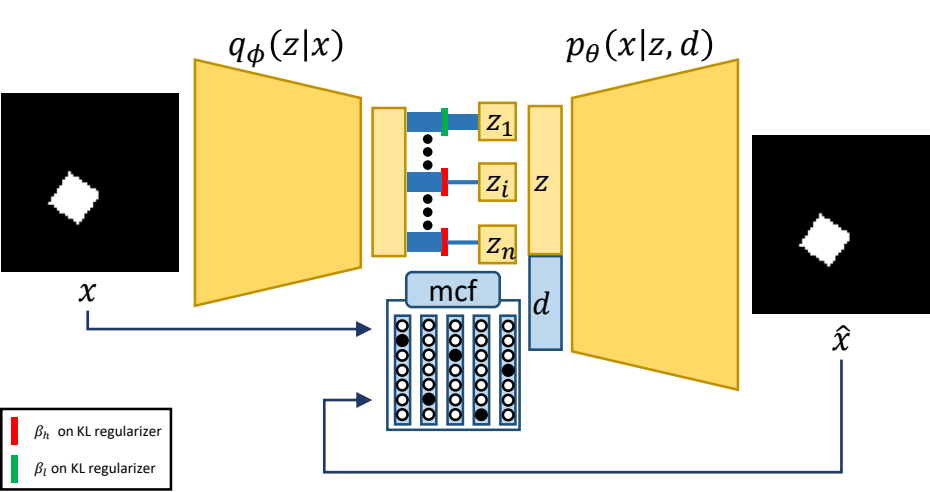 qϕ(z|x)
pθ(x|z, d)
z1
zi
z
zn
mcf
d
x
x̂
βh on KL regularizer
βl on KL regularizer